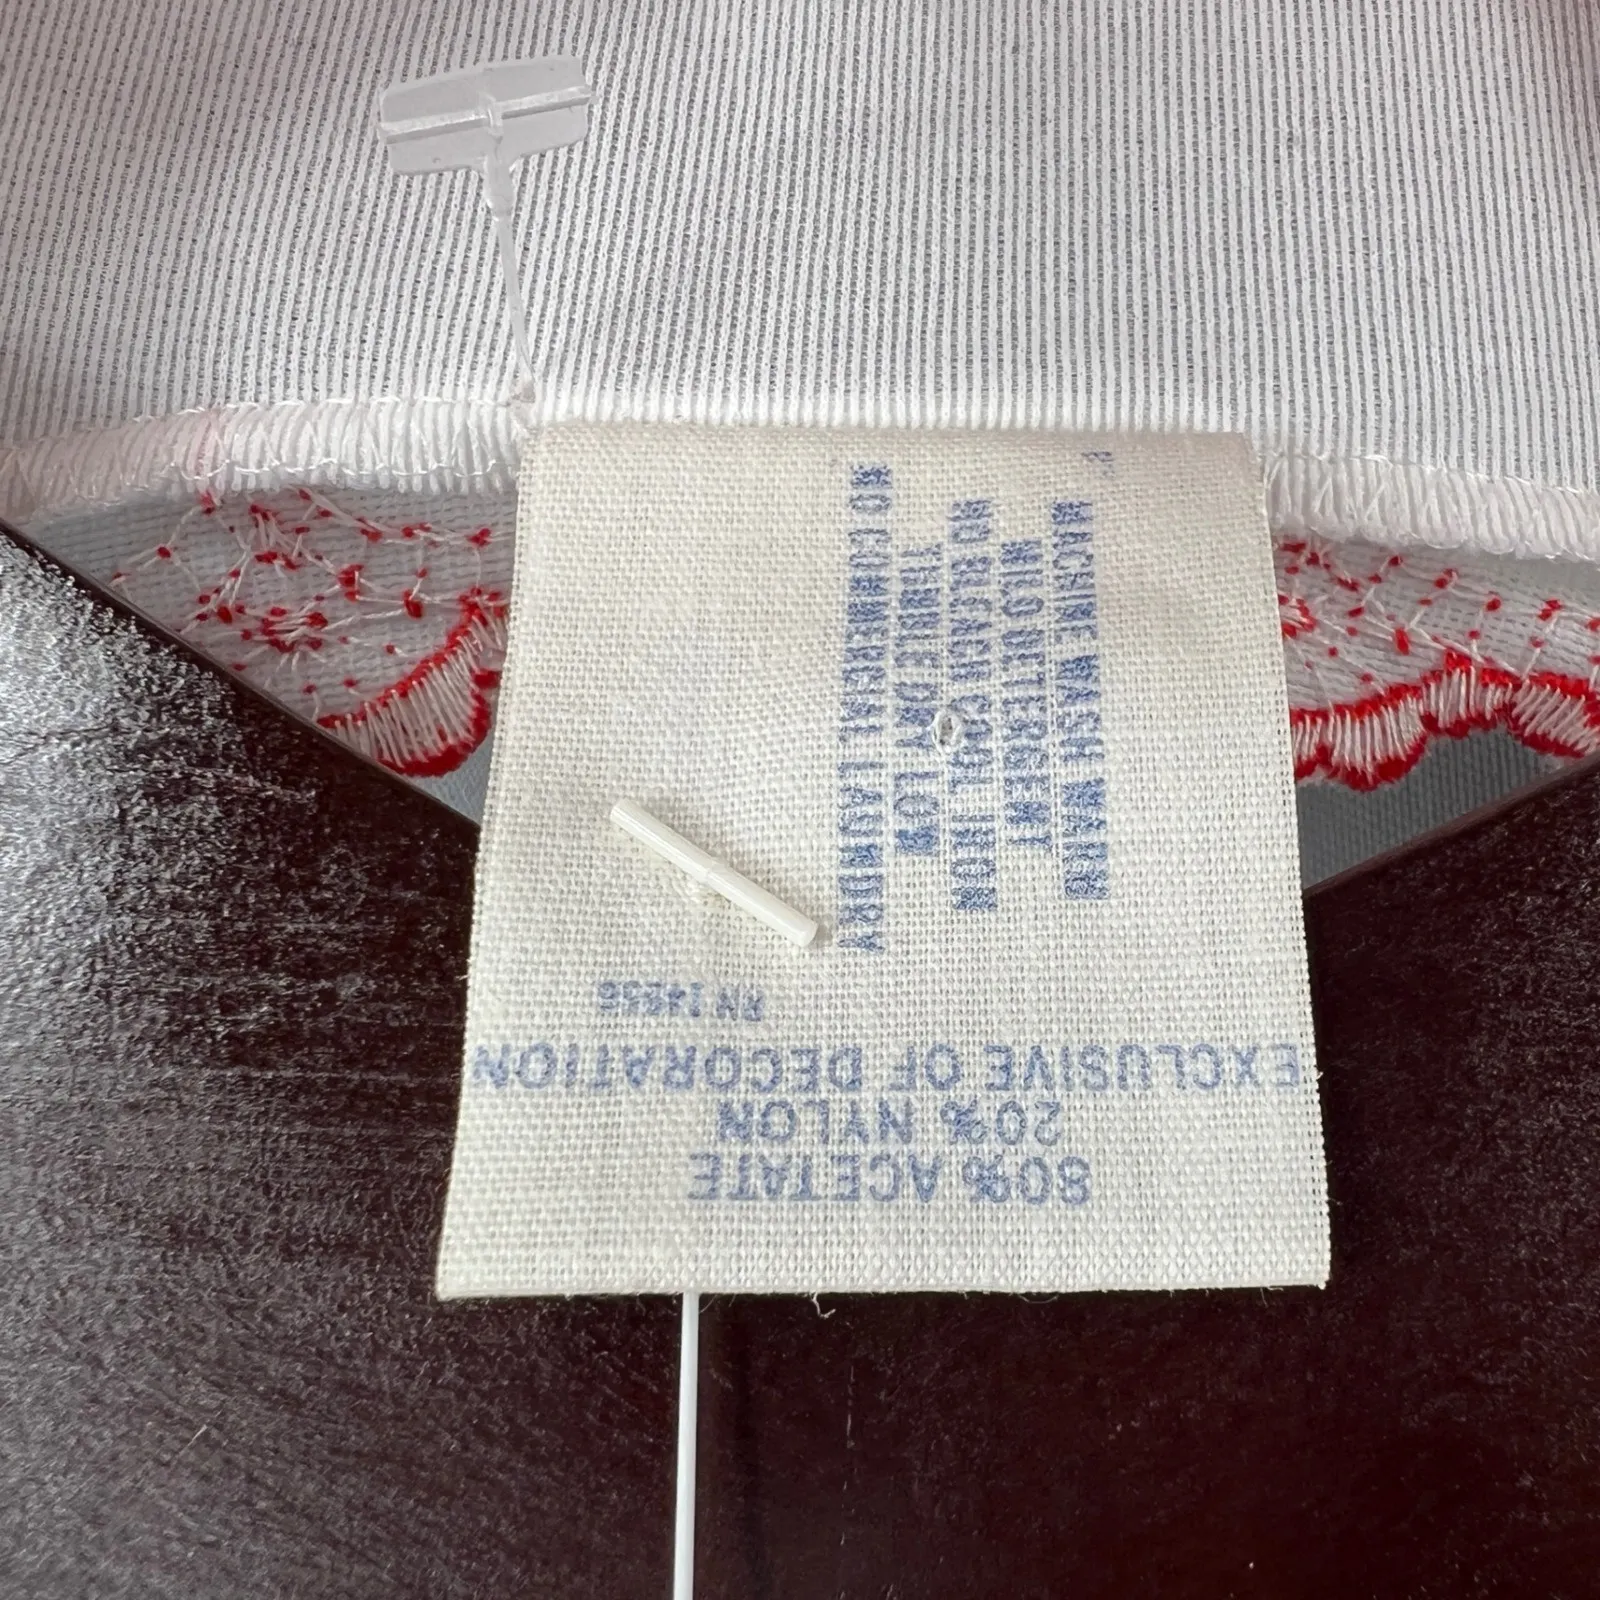 80% ACETATE
20% NYLON
EXCLUSIVE OF DECORATION
MACHINE WASH WARM
MILD DETERGENT
NO BLEACH COOL IRON
TUMBLE DRY LOW
NO COMMERCIAL LAUNDRY